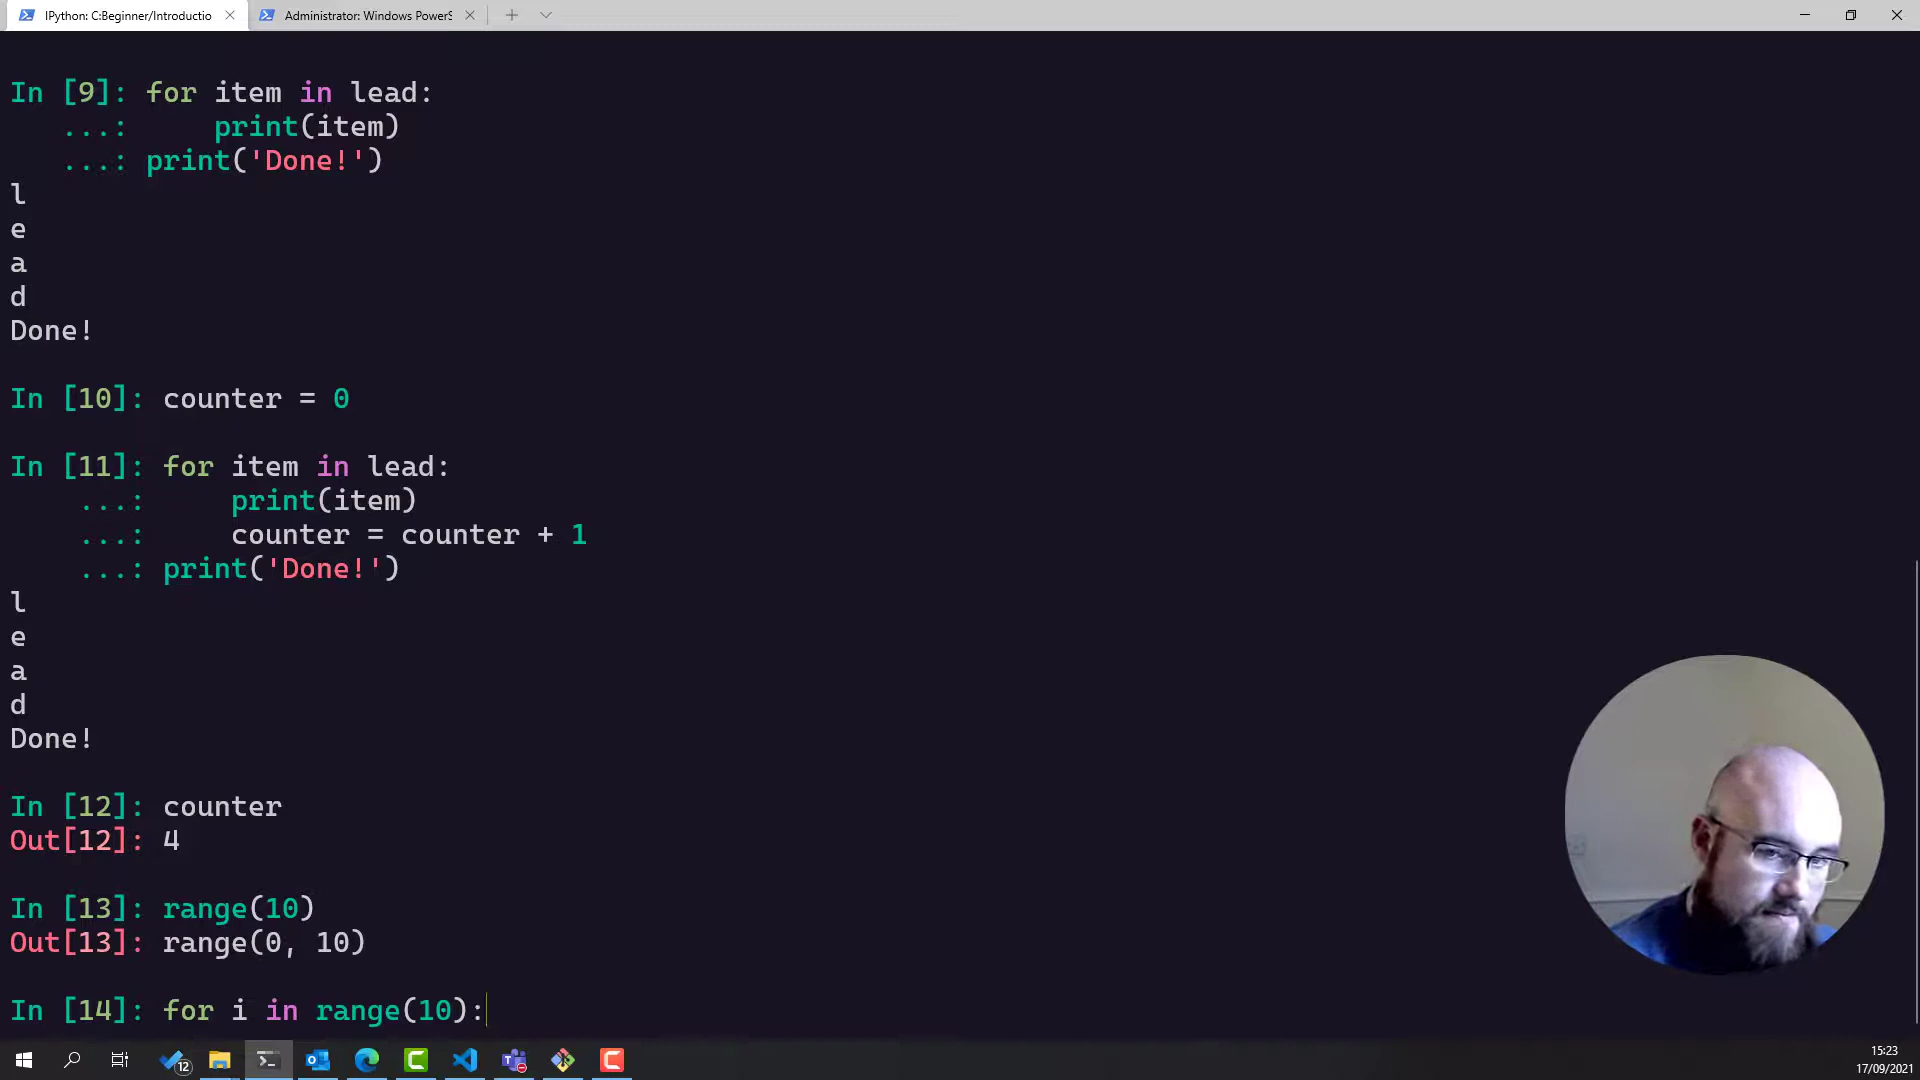 IPython: C:Beginner/Introductio
Administrator: Windows PowerS
In [9]: for item in lead:
...:     print(item)
...: print('Done!')
l
e
a
d
Done!
In [10]: counter = 0
In [11]: for item in lead:
...:     print(item)
...:     counter = counter + 1
...: print('Done!')
l
e
a
d
Done!
In [12]: counter
Out[12]: 4
In [13]: range(10)
Out[13]: range(0, 10)
In [14]: for i in range(10):
12
15:23
17/09/2021